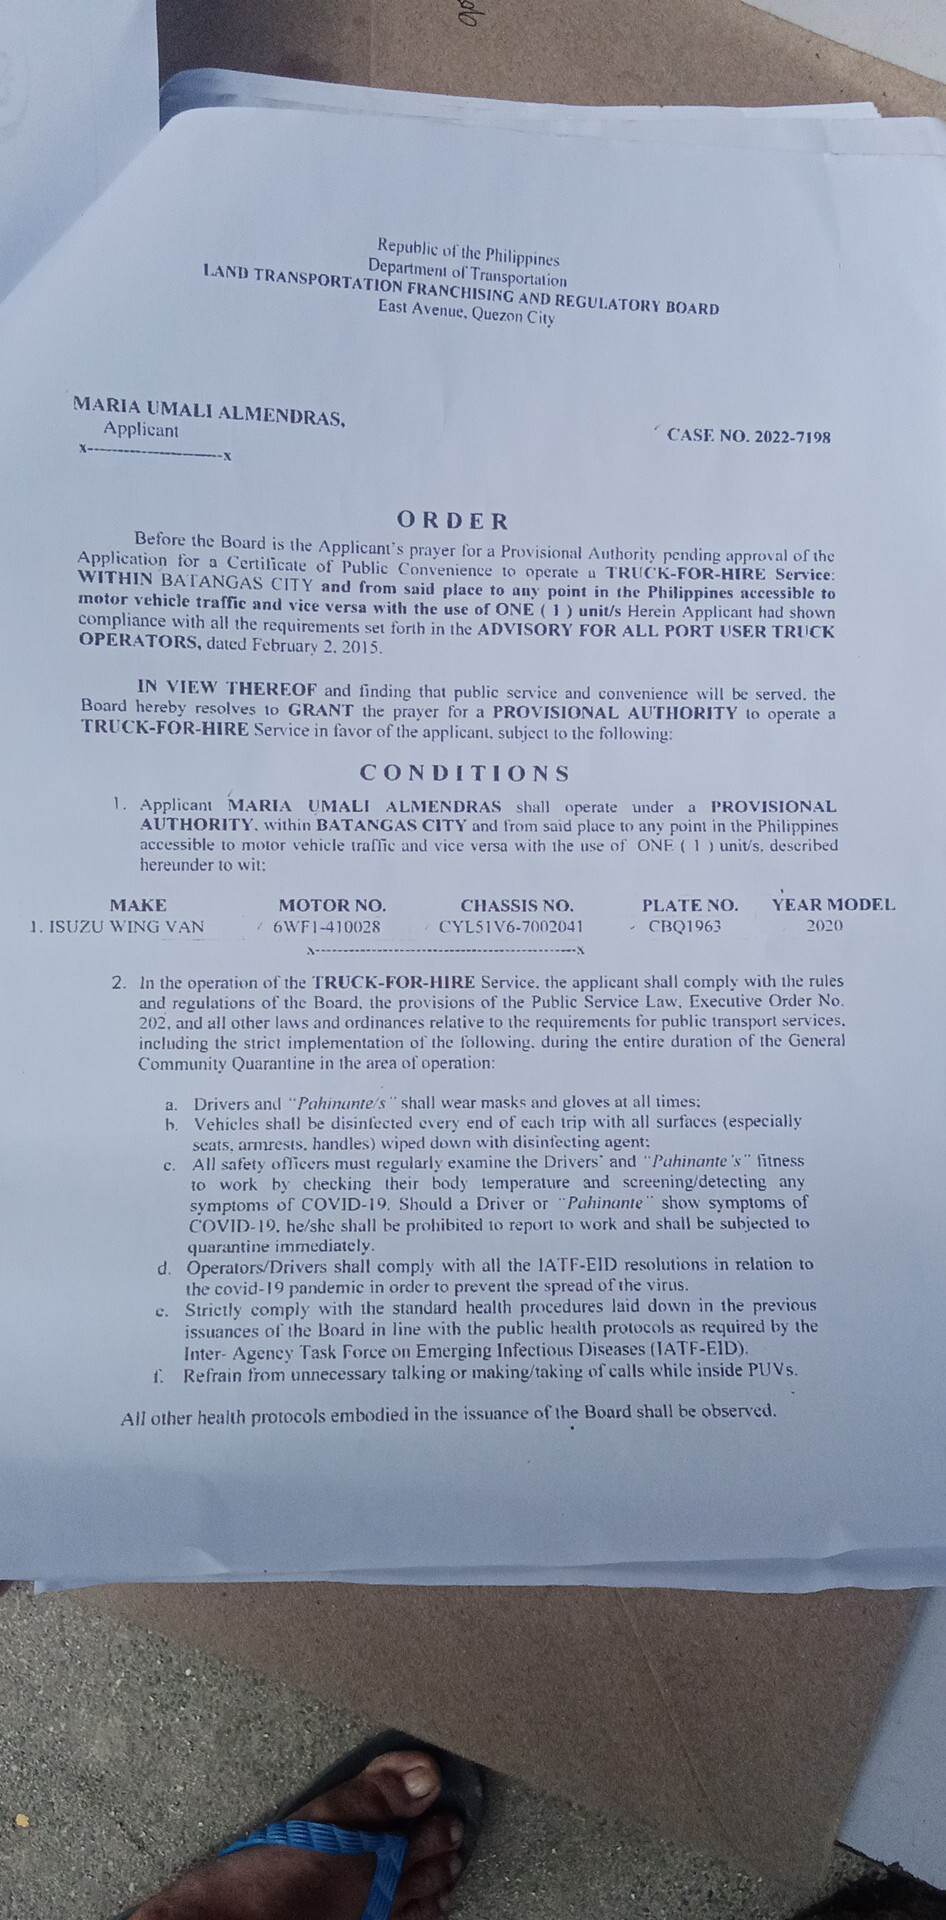 Republic of the Philippines
Department of Transportation
LAND TRANSPORTATION FRANCHISING AND REGULATORY BOARD
East Avenue, Quezon City
MARIA UMALI ALMENDRAS,
Applicant
CASE NO. 2022-7198
x-----------------------x
O R D E R
Before the Board is the Applicant's prayer for a Provisional Authority pending approval of the
Application for a Certificate of Public Convenience to operate a TRUCK-FOR-HIRE Service:
WITHIN BATANGAS CITY and from said place to any point in the Philippines accessible to
motor vehicle traffic and vice versa with the use of ONE ( 1 ) unit/s Herein Applicant had shown
compliance with all the requirements set forth in the ADVISORY FOR ALL PORT USER TRUCK
OPERATORS, dated February 2, 2015.
IN VIEW THEREOF and finding that public service and convenience will be served, the
Board hereby resolves to GRANT the prayer for a PROVISIONAL AUTHORITY to operate a
TRUCK-FOR-HIRE Service in favor of the applicant, subject to the following:
C O N D I T I O N S
1. Applicant MARIA UMALI ALMENDRAS shall operate under a PROVISIONAL
AUTHORITY, within BATANGAS CITY and from said place to any point in the Philippines
accessible to motor vehicle traffic and vice versa with the use of ONE ( 1 ) unit/s, described
hereunder to wit:
MAKE MOTOR NO. CHASSIS NO. PLATE NO. YEAR MODEL
1. ISUZU WING VAN 6WF1-410028 CYL51V6-7002041 CBQ1963 2020
x---------------------------------------------x
2. In the operation of the TRUCK-FOR-HIRE Service, the applicant shall comply with the rules
and regulations of the Board, the provisions of the Public Service Law, Executive Order No.
202, and all other laws and ordinances relative to the requirements for public transport services,
including the strict implementation of the following, during the entire duration of the General
Community Quarantine in the area of operation:
a. Drivers and "Pahinante/s" shall wear masks and gloves at all times;
b. Vehicles shall be disinfected every end of each trip with all surfaces (especially
seats, armrests, handles) wiped down with disinfecting agent;
c. All safety officers must regularly examine the Drivers' and "Pahinante's" fitness
to work by checking their body temperature and screening/detecting any
symptoms of COVID-19. Should a Driver or "Pahinante" show symptoms of
COVID-19, he/she shall be prohibited to report to work and shall be subjected to
quarantine immediately.
d. Operators/Drivers shall comply with all the IATF-EID resolutions in relation to
the covid-19 pandemic in order to prevent the spread of the virus.
e. Strictly comply with the standard health procedures laid down in the previous
issuances of the Board in line with the public health protocols as required by the
Inter- Agency Task Force on Emerging Infectious Diseases (IATF-EID).
f. Refrain from unnecessary talking or making/taking of calls while inside PUVs.
All other health protocols embodied in the issuance of the Board shall be observed.